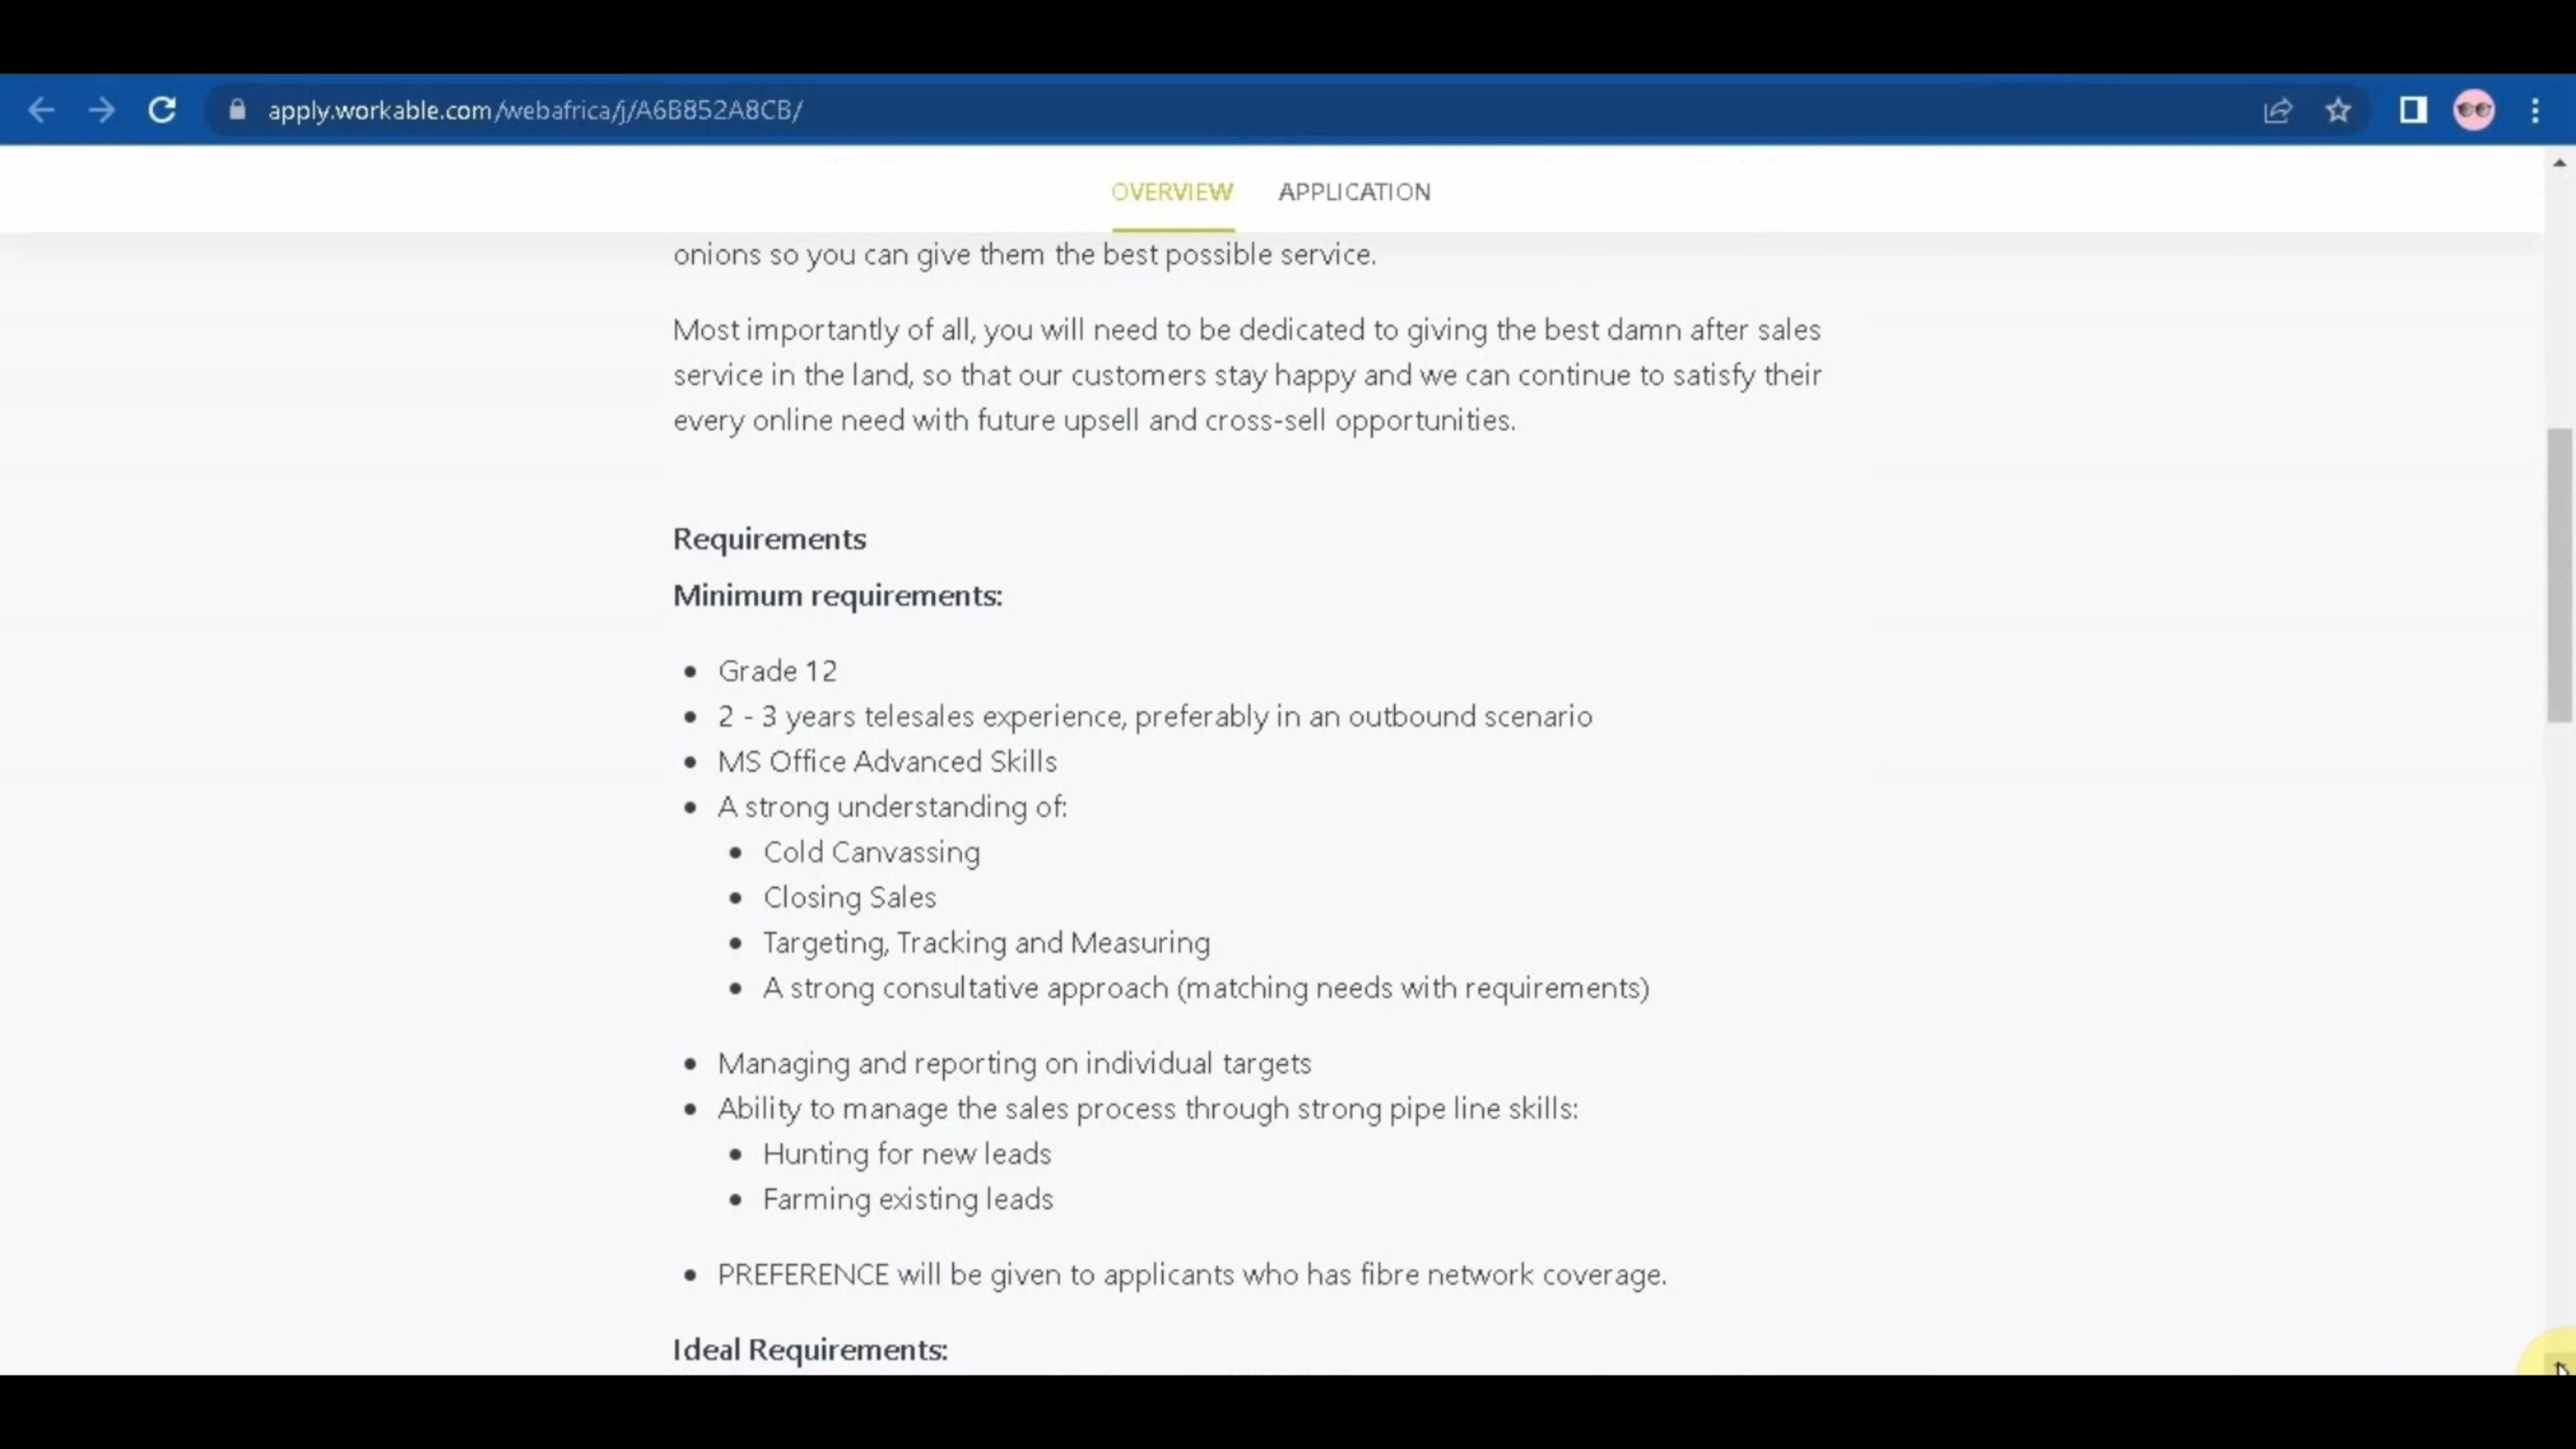 apply.workable.com/webafrica/j/A6B852A8CB/
OVERVIEW APPLICATION
onions so you can give them the best possible service.
Most importantly of all, you will need to be dedicated to giving the best damn after sales
service in the land, so that our customers stay happy and we can continue to satisfy their
every online need with future upsell and cross-sell opportunities.
Requirements
Minimum requirements:
• Grade 12
• 2 - 3 years telesales experience, preferably in an outbound scenario
• MS Office Advanced Skills
• A strong understanding of:
• Cold Canvassing
• Closing Sales
• Targeting, Tracking and Measuring
• A strong consultative approach (matching needs with requirements)
• Managing and reporting on individual targets
• Ability to manage the sales process through strong pipe line skills:
• Hunting for new leads
• Farming existing leads
• PREFERENCE will be given to applicants who has fibre network coverage.
Ideal Requirements: